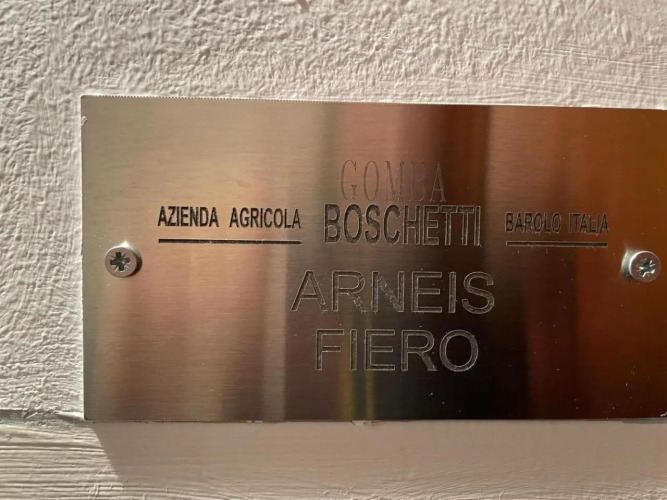 GOMBA
AZIENDA AGRICOLA BOSCHETTI BAROLO ITALIA
ARNEIS
FIERO